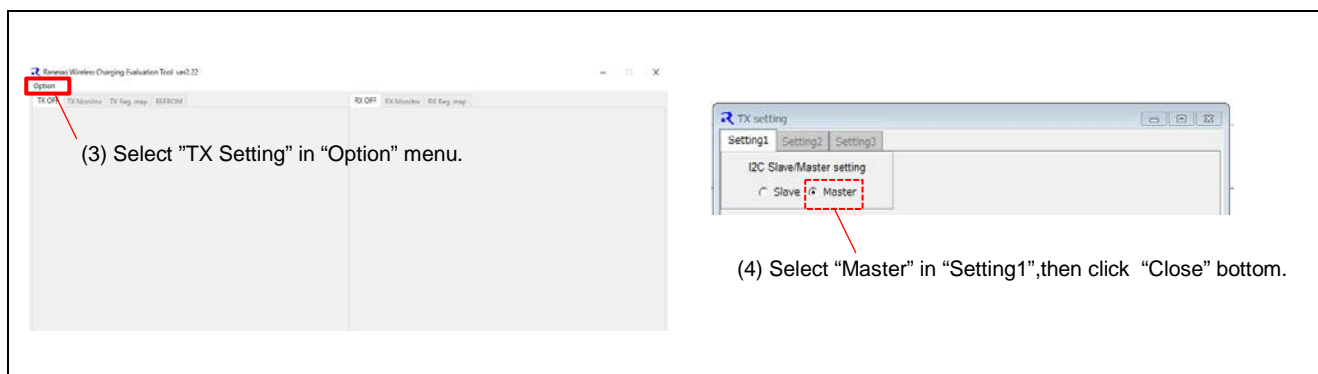 Renesas Wireless Charging Evaluation Tool ver2.22
Option
TX OFF TX Monitor TX Reg. map EEPROM
RX OFF RX Monitor RX Reg. map
(3) Select ”TX Setting” in “Option” menu.
TX setting
Setting1 Setting2 Setting3
I2C Slave/Master setting
Slave Master
(4) Select “Master” in “Setting1”,then click “Close” bottom.